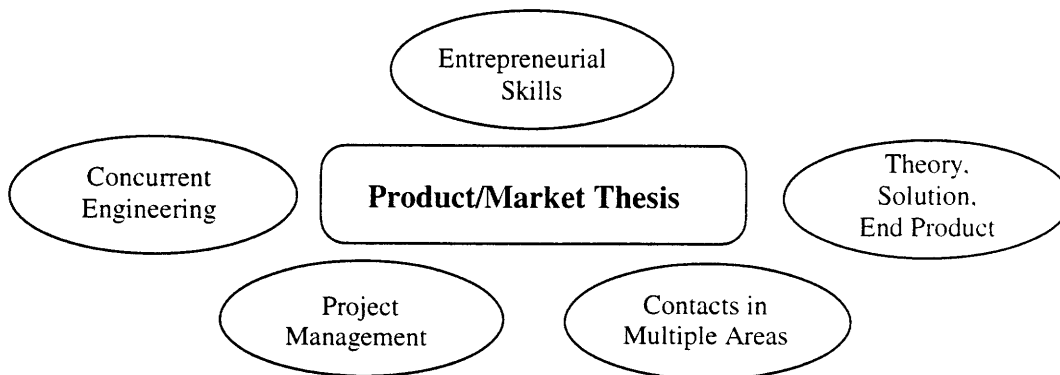 Entrepreneurial
Skills
Concurrent
Engineering
Product/Market Thesis
Theory,
Solution,
End Product
Project
Management
Contacts in
Multiple Areas